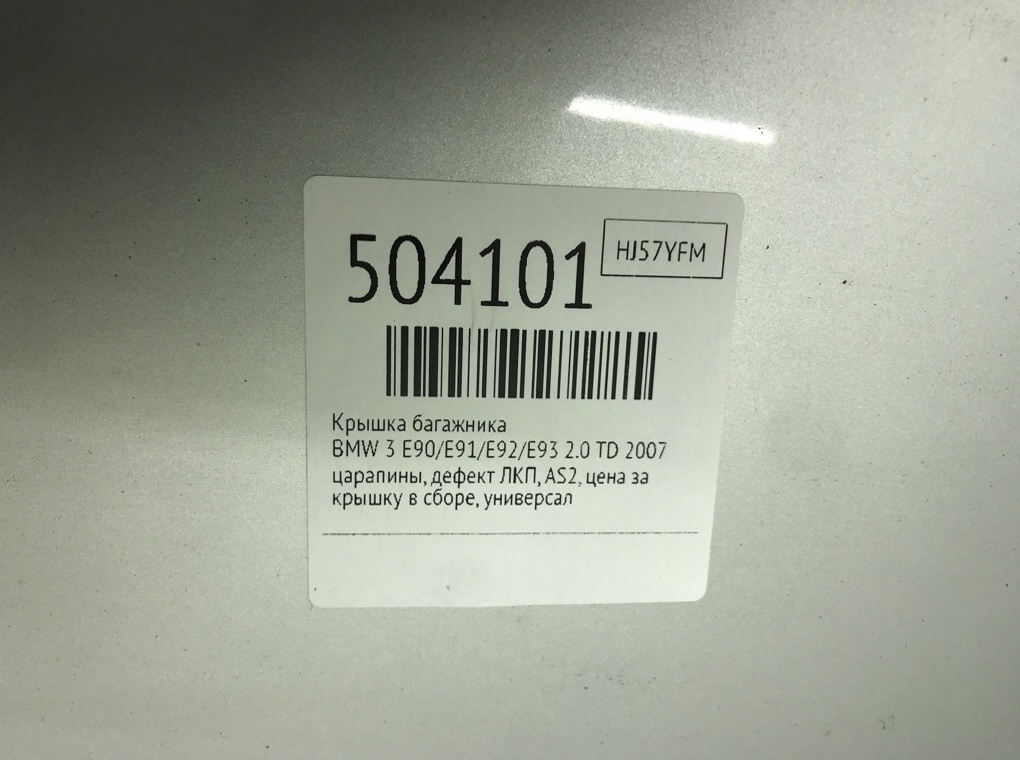 504101
HJ57YFM
Крышка багажника
BMW 3 E90/E91/E92/E93 2.0 TD 2007
царапины, дефект ЛКП, AS2, цена за
крышку в сборе, универсал